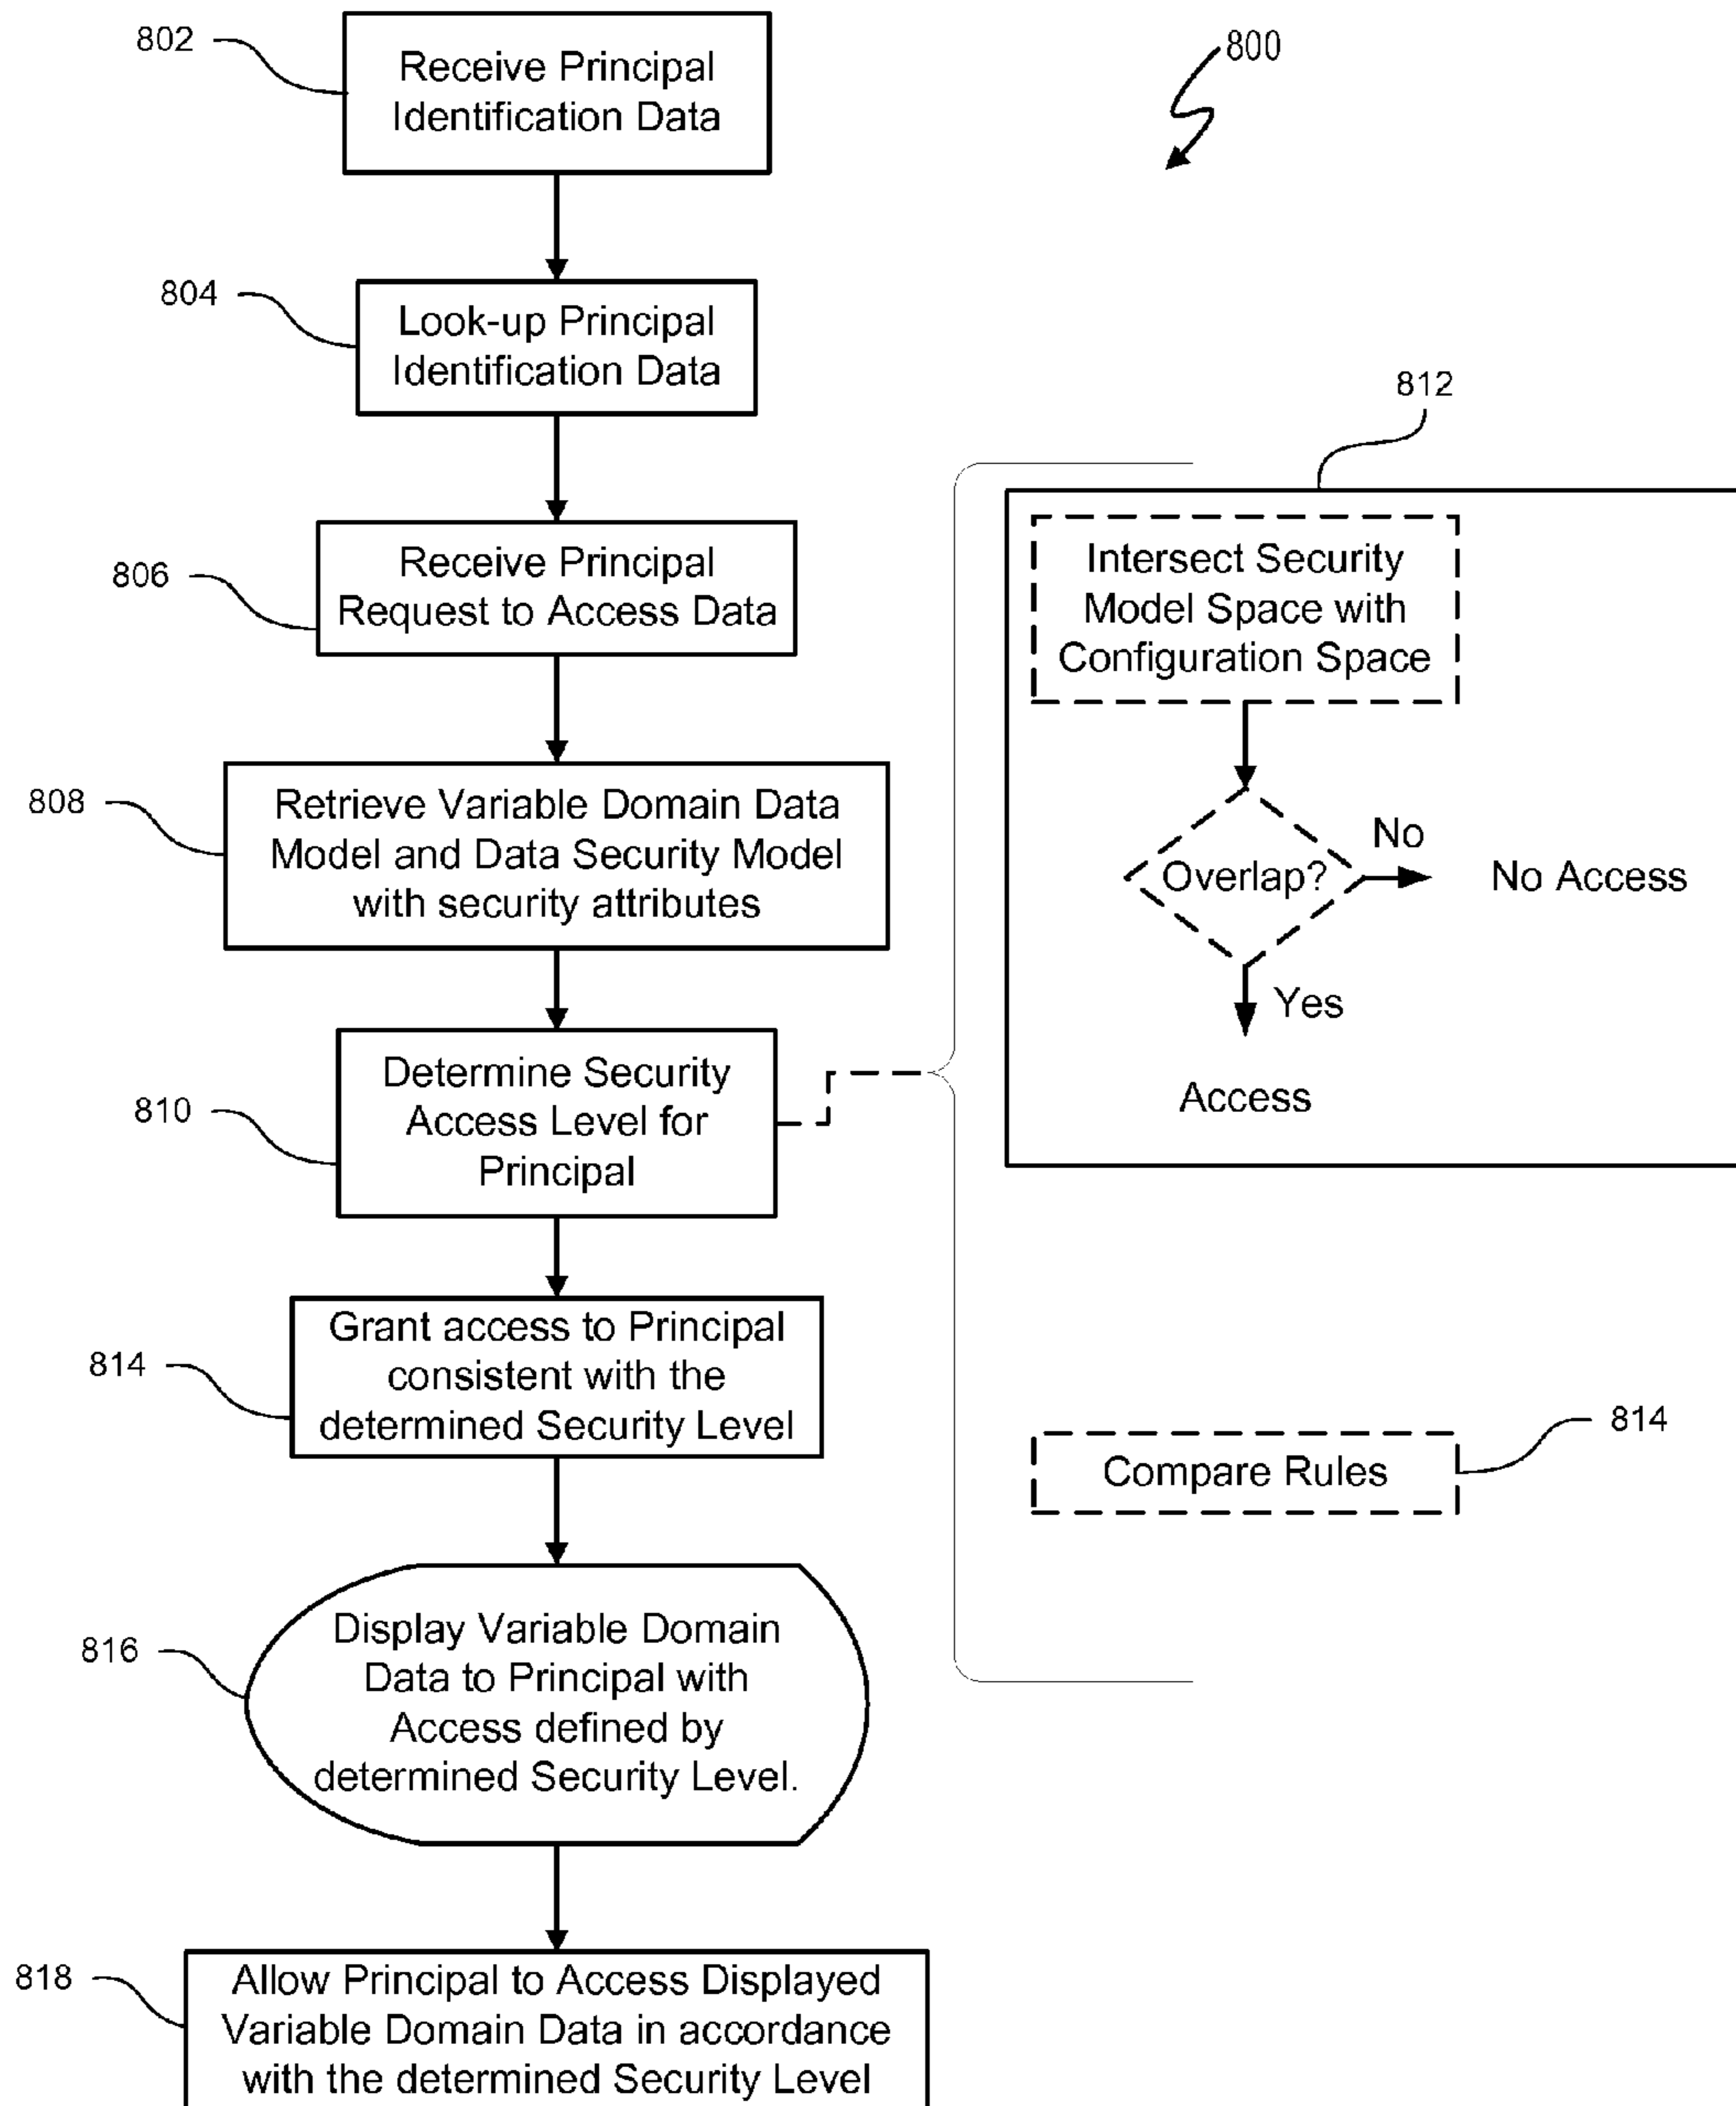 802
Receive Principal
Identification Data
800
804
Look-up Principal
Identification Data
806
Receive Principal
Request to Access Data
808
Retrieve Variable Domain Data
Model and Data Security Model
with security attributes
810
Determine Security
Access Level for
Principal
812
Intersect Security
Model Space with
Configuration Space
Overlap?
No
No Access
Yes
Access
814
Grant access to Principal
consistent with the
determined Security Level
814
Compare Rules
816
Display Variable Domain
Data to Principal with
Access defined by
determined Security Level.
818
Allow Principal to Access Displayed
Variable Domain Data in accordance
with the determined Security Level